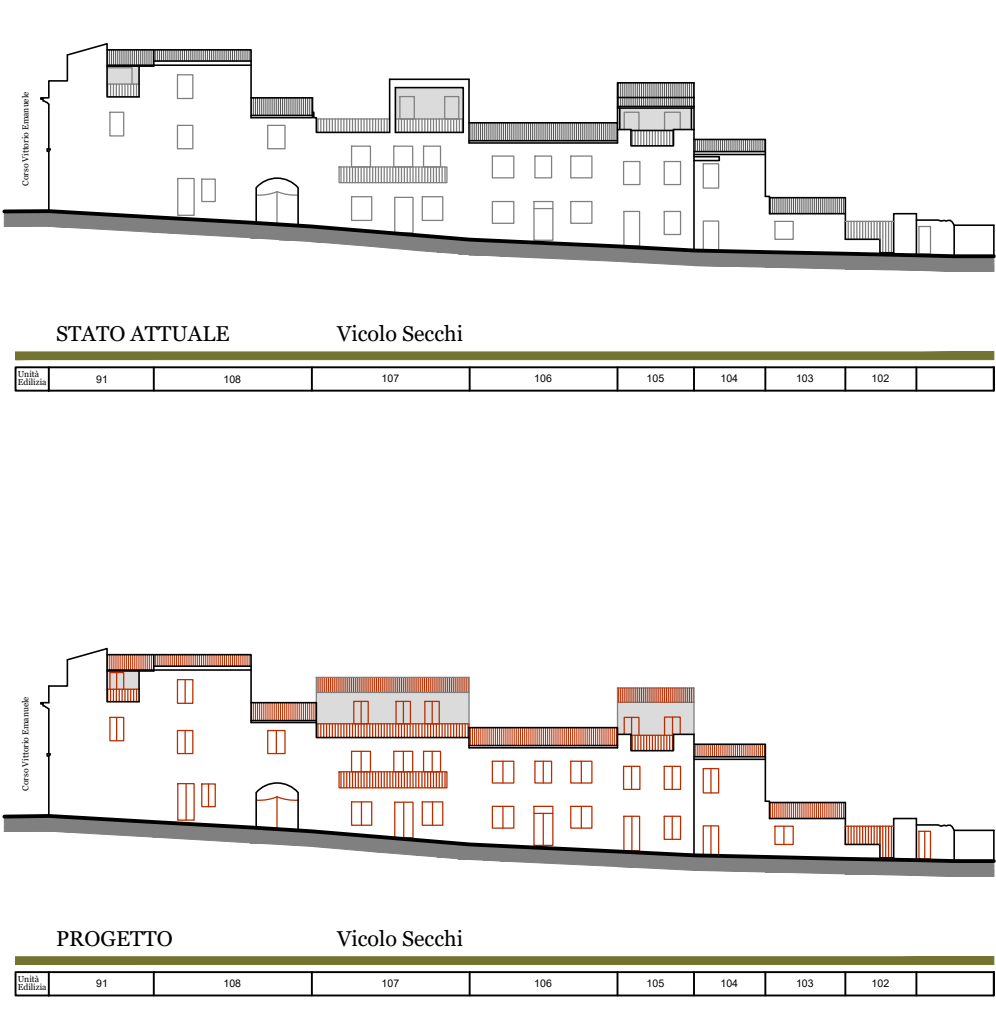 Corso Vittorio Emanuele
STATO ATTUALE Vicolo Secchi
Unità
Edilizia 91 108 107 106 105 104 103 102
Corso Vittorio Emanuele
PROGETTO Vicolo Secchi
Unità
Edilizia 91 108 107 106 105 104 103 102